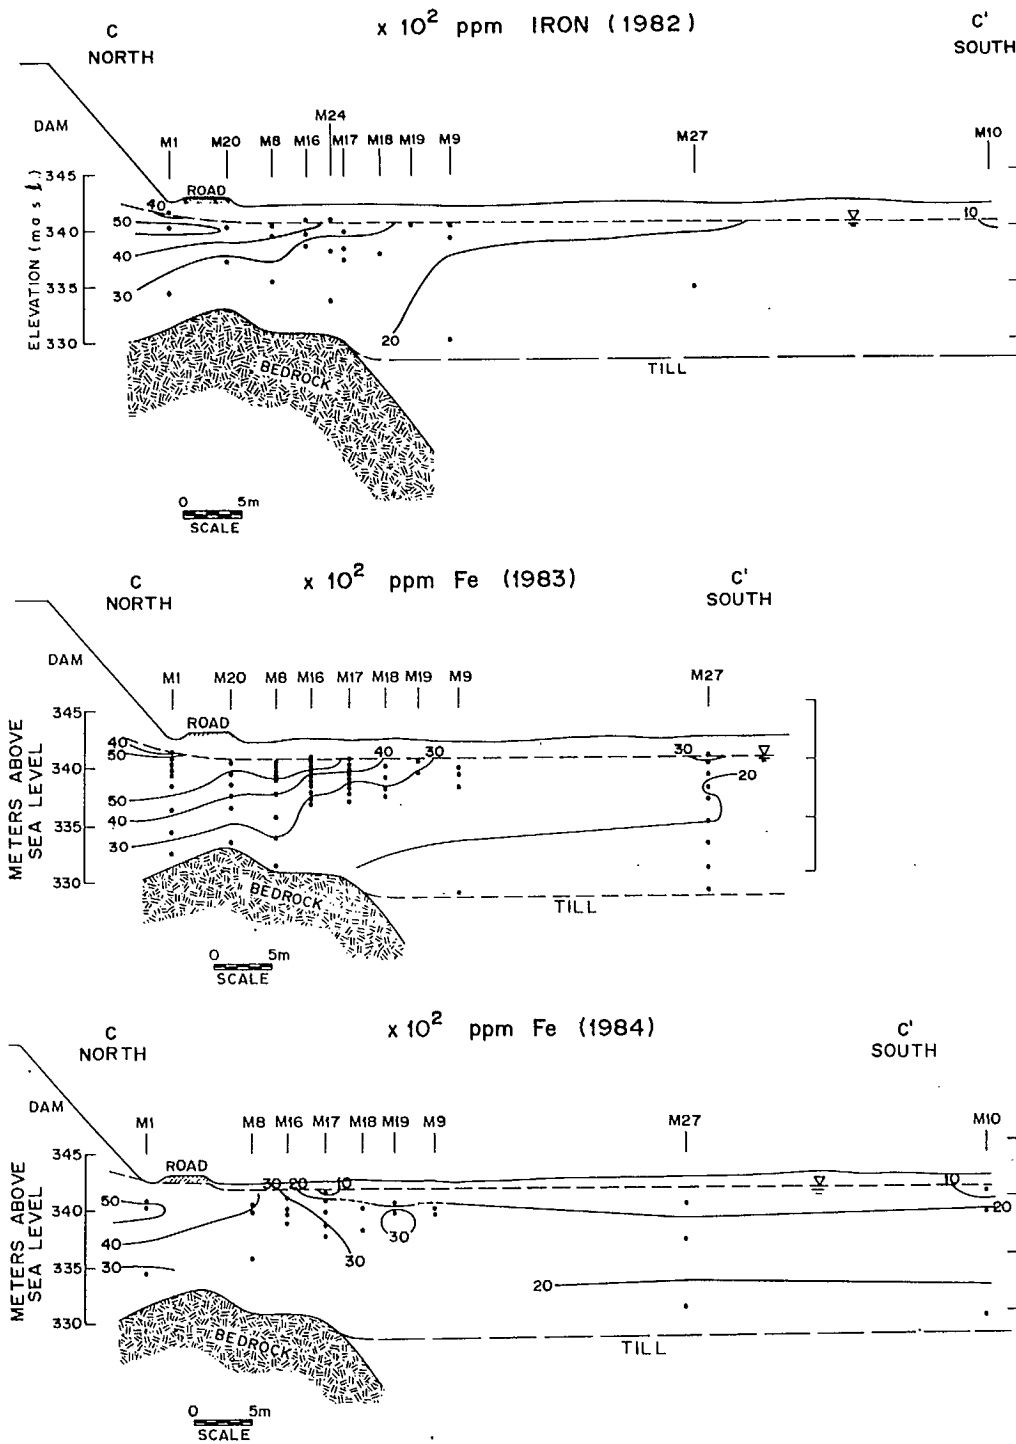 C
NORTH
x 10² ppm IRON (1982)
C'
SOUTH
DAM
M1 M20 M8 M16 M24 M17 M18 M19 M9 M27 M10
ELEVATION (m a s l.)
345
340
335
330
ROAD
40
50
40
30
20
10
BEDROCK
TILL
0 5m
SCALE
C
NORTH
x 10² ppm Fe (1983)
C'
SOUTH
DAM
M1 M20 M8 M16 M17 M18 M19 M9 M27
METERS ABOVE
SEA LEVEL
345
340
335
330
ROAD
40
50
50
40
30
40
30
30
20
BEDROCK
TILL
0 5m
SCALE
C
NORTH
x 10² ppm Fe (1984)
C'
SOUTH
DAM
M1 M8 M16 M17 M18 M19 M9 M27 M10
METERS ABOVE
SEA LEVEL
345
340
335
330
ROAD
30 20 10
50
40
30
30
30
10
20
20
BEDROCK
TILL
0 5m
SCALE